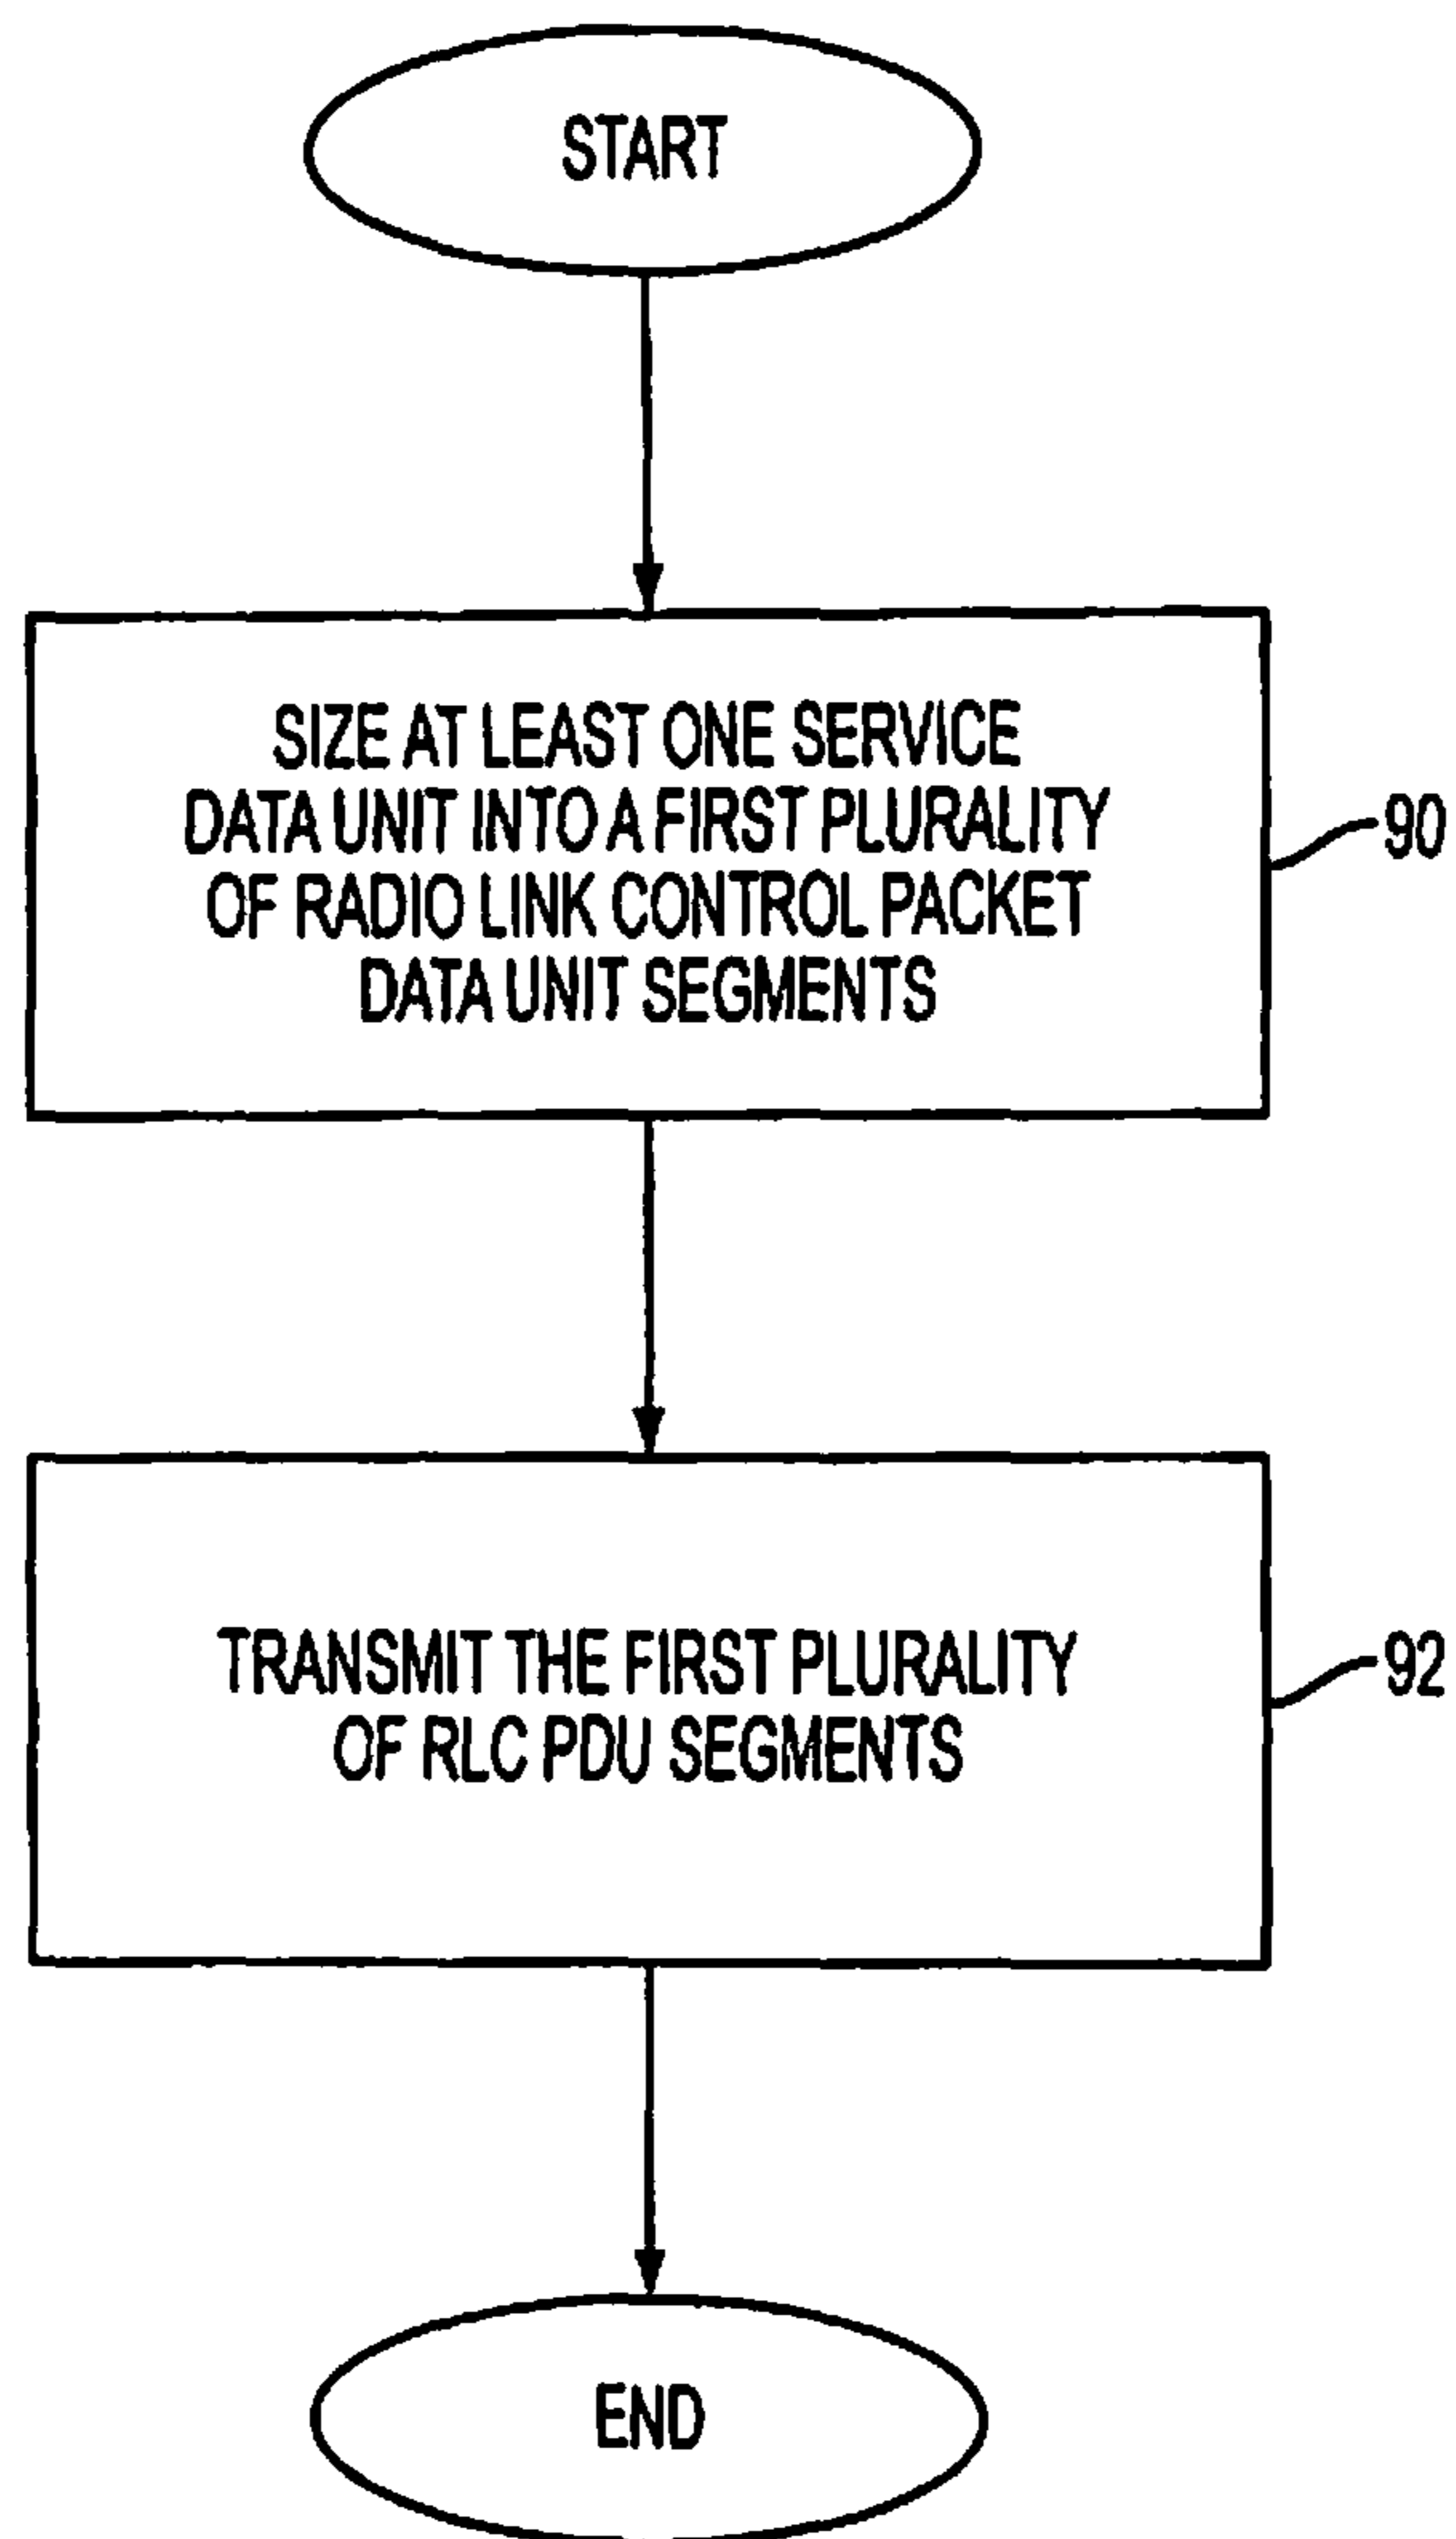 START
SIZE AT LEAST ONE SERVICE
DATA UNIT INTO A FIRST PLURALITY
OF RADIO LINK CONTROL PACKET
DATA UNIT SEGMENTS
90
TRANSMIT THE FIRST PLURALITY
OF RLC PDU SEGMENTS
92
END